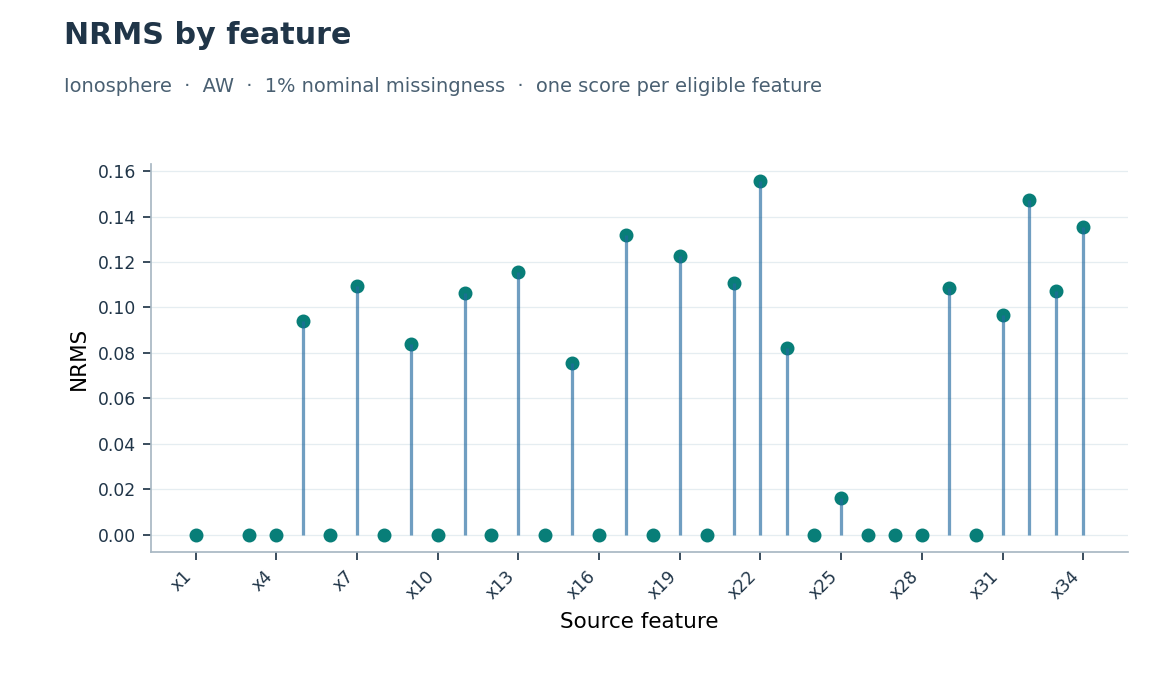 NRMS by feature
Ionosphere · AW · 1% nominal missingness · one score per eligible feature
0.16
0.14
0.12
0.10
0.08
0.06
0.04
0.02
0.00
NRMS
x1 x4 x7 x10 x13 x16 x19 x22 x25 x28 x31 x34
Source feature